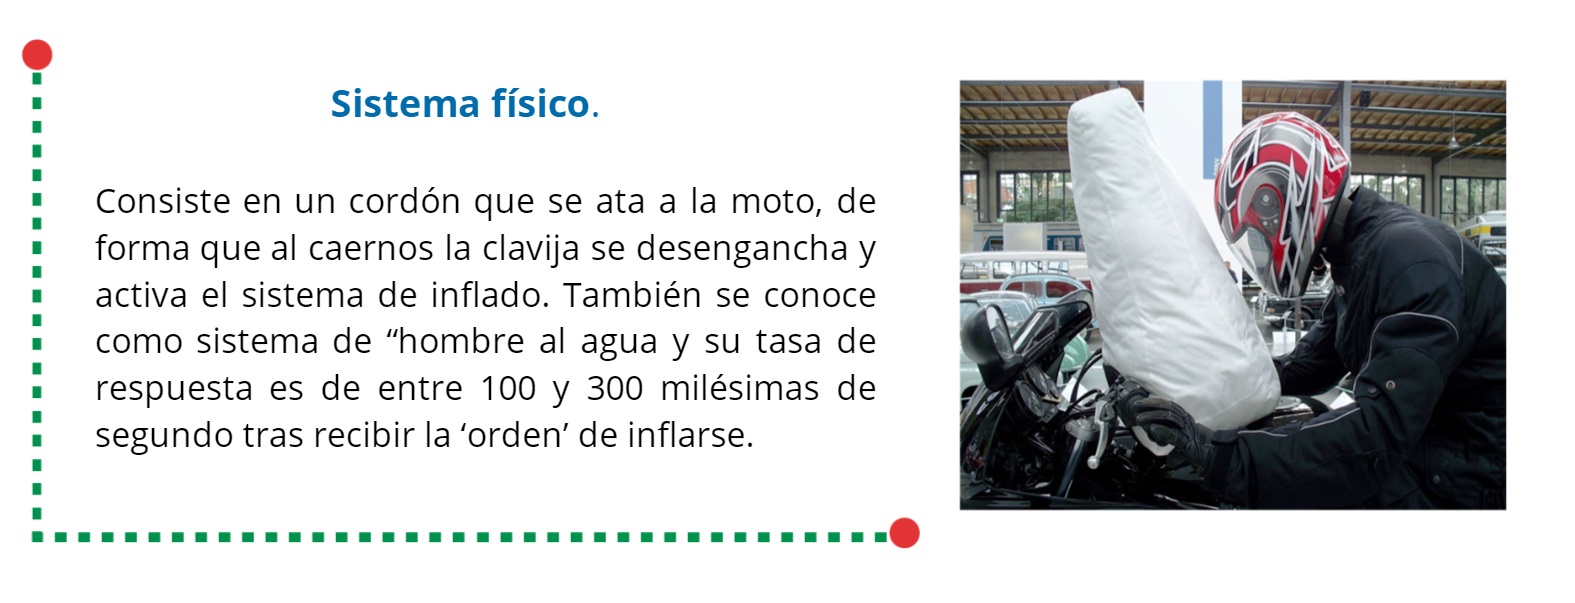 Sistema físico.
Consiste en un cordón que se ata a la moto, de
forma que al caernos la clavija se desengancha y
activa el sistema de inflado. También se conoce
como sistema de “hombre al agua y su tasa de
respuesta es de entre 100 y 300 milésimas de
segundo tras recibir la ‘orden’ de inflarse.